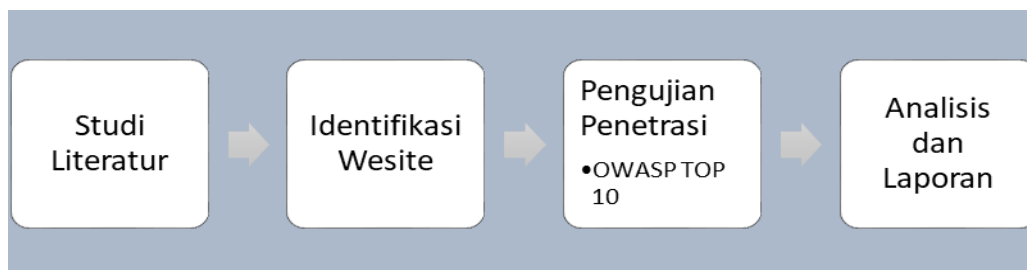 Studi
Literatur
Identifikasi
Wesite
Pengujian
Penetrasi
•OWASP TOP
10
Analisis
dan
Laporan